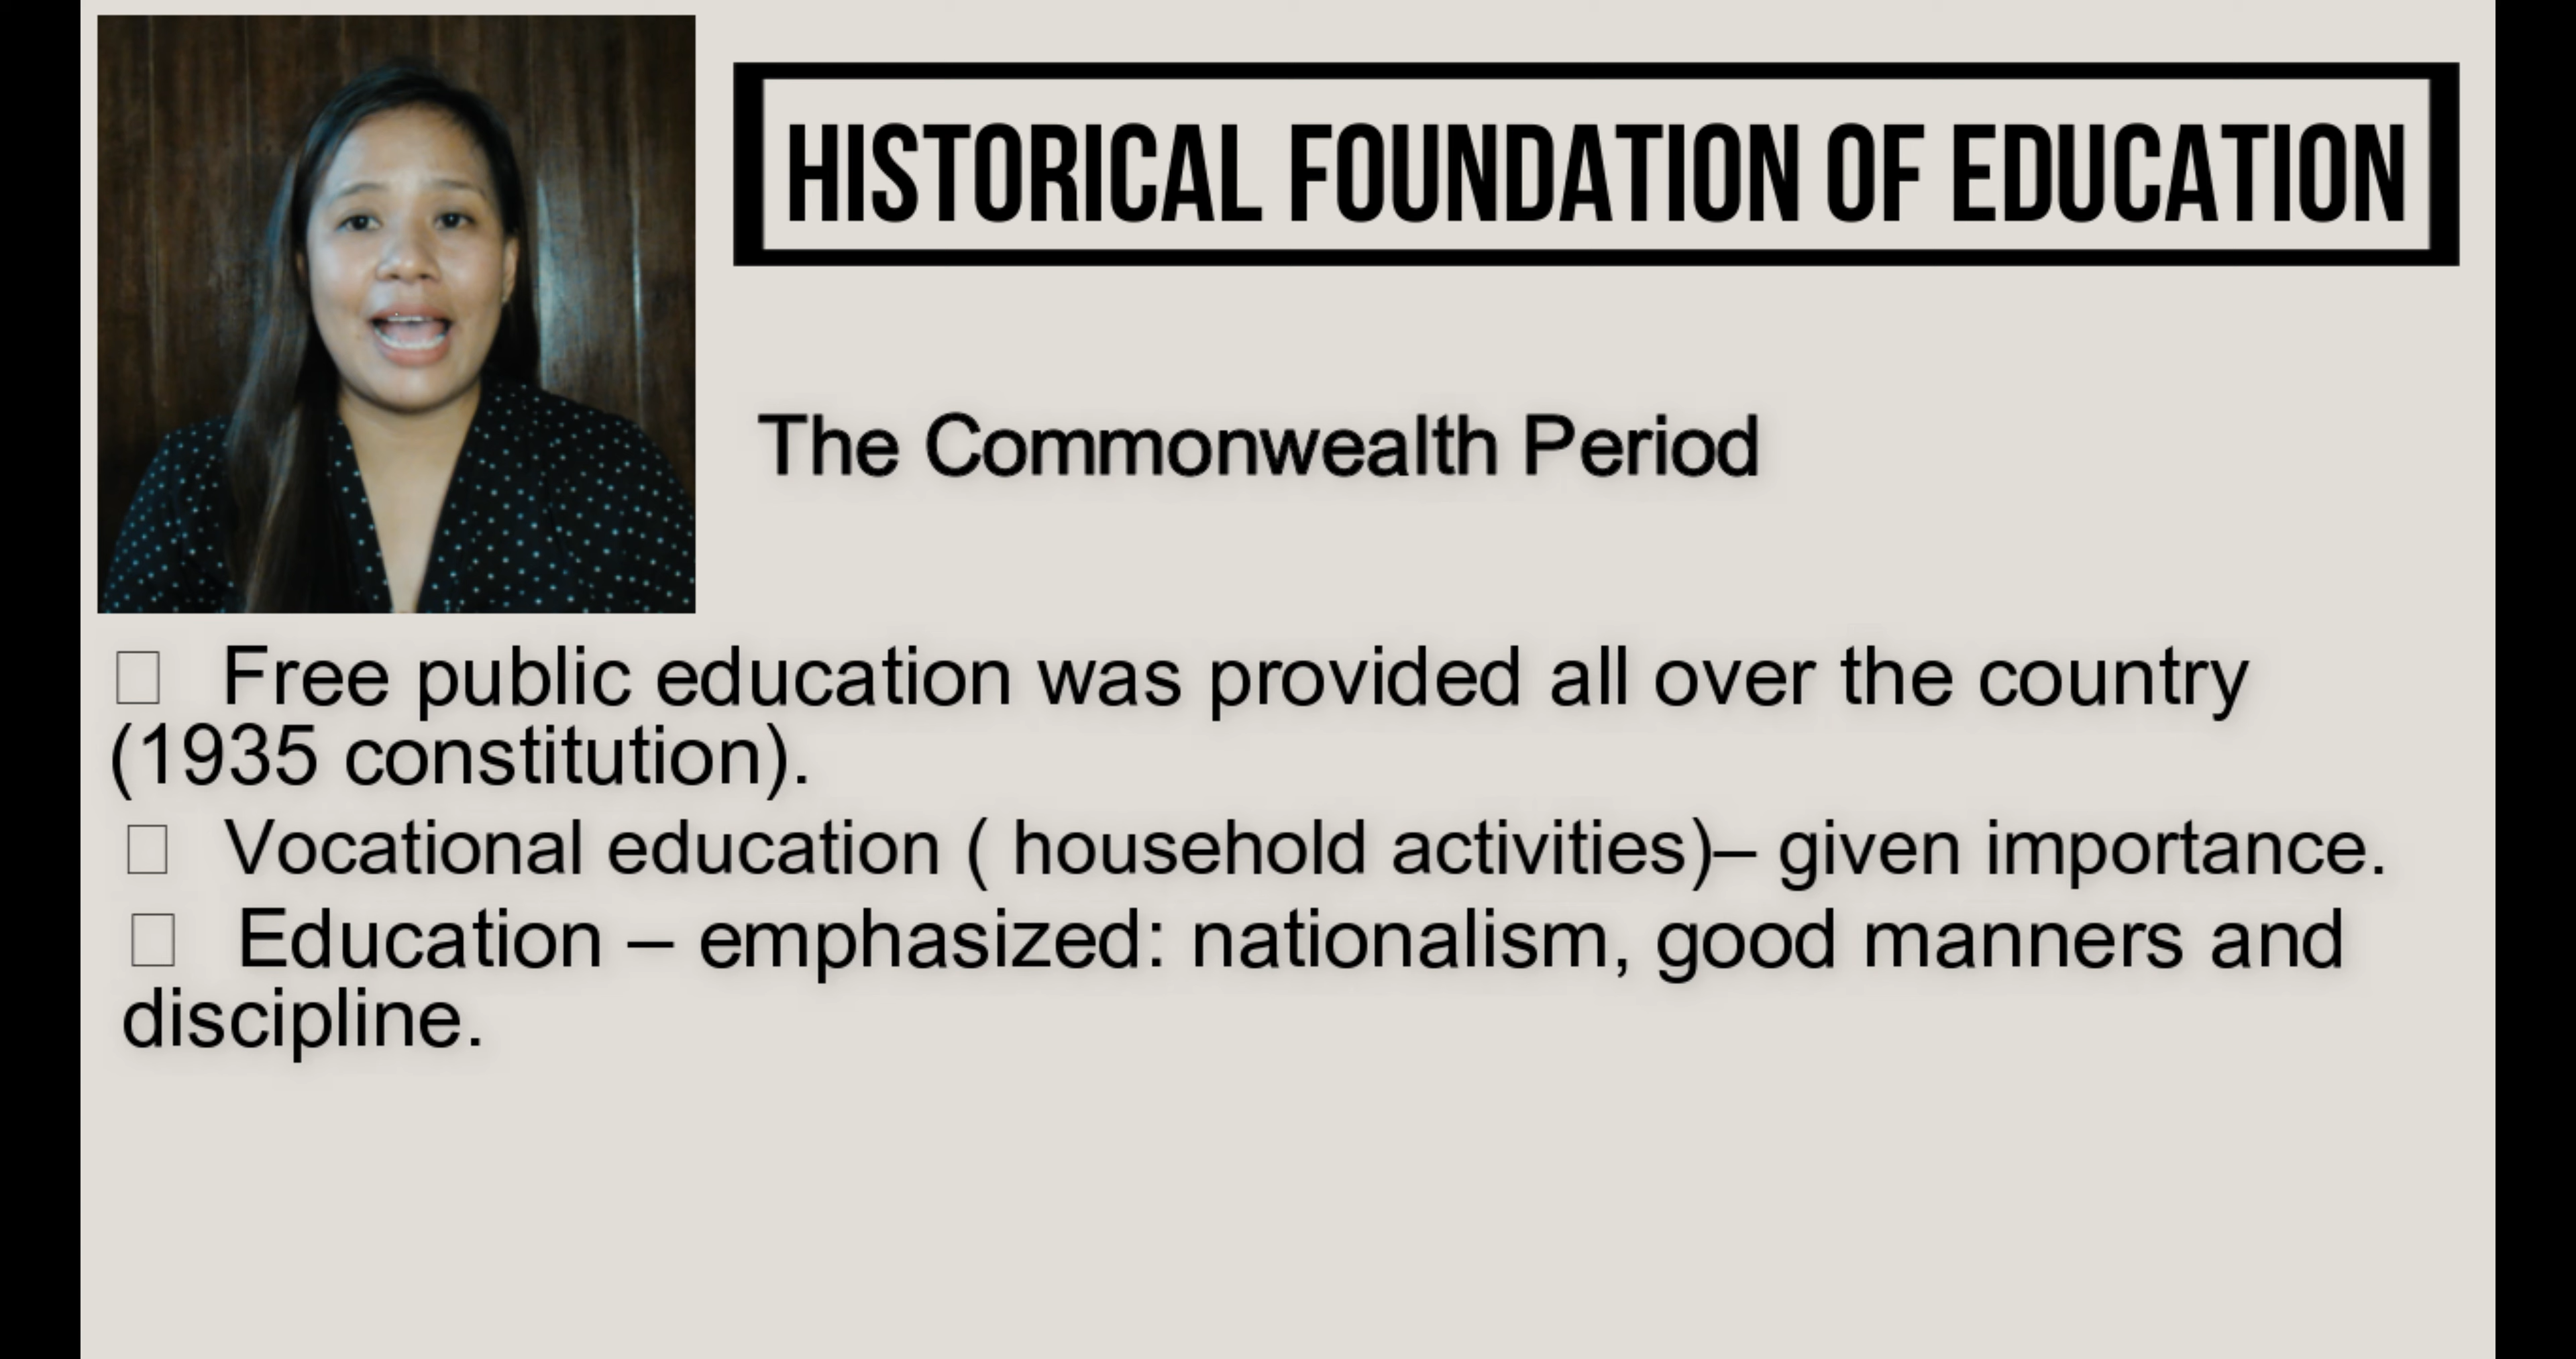 HISTORICAL FOUNDATION OF EDUCATION
The Commonwealth Period
Free public education was provided all over the country
(1935 constitution).
Vocational education ( household activities)– given importance.
Education – emphasized: nationalism, good manners and
discipline.